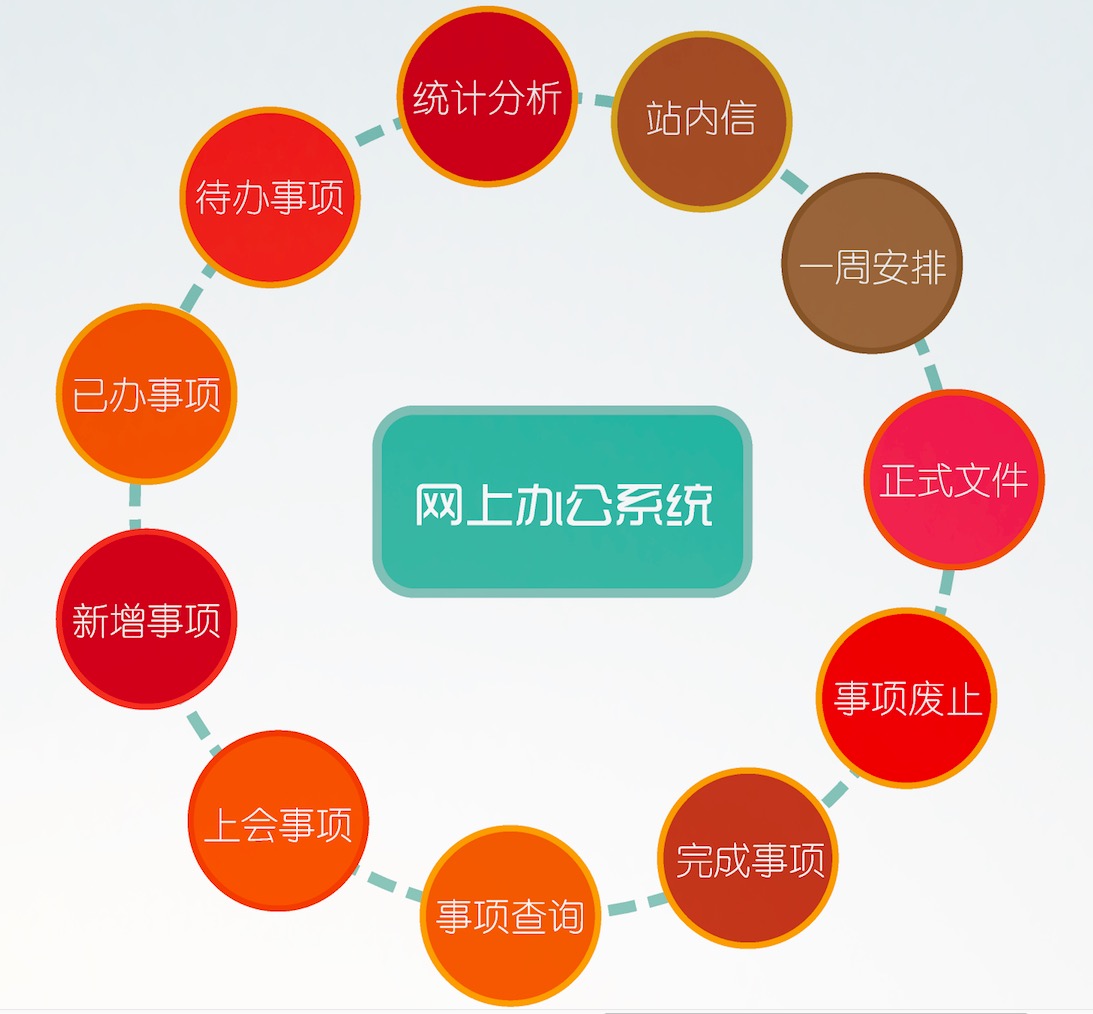 统计分析
站内信
一周安排
正式文件
事项废止
完成事项
事项查询
上会事项
新增事项
已办事项
待办事项
网上办公系统